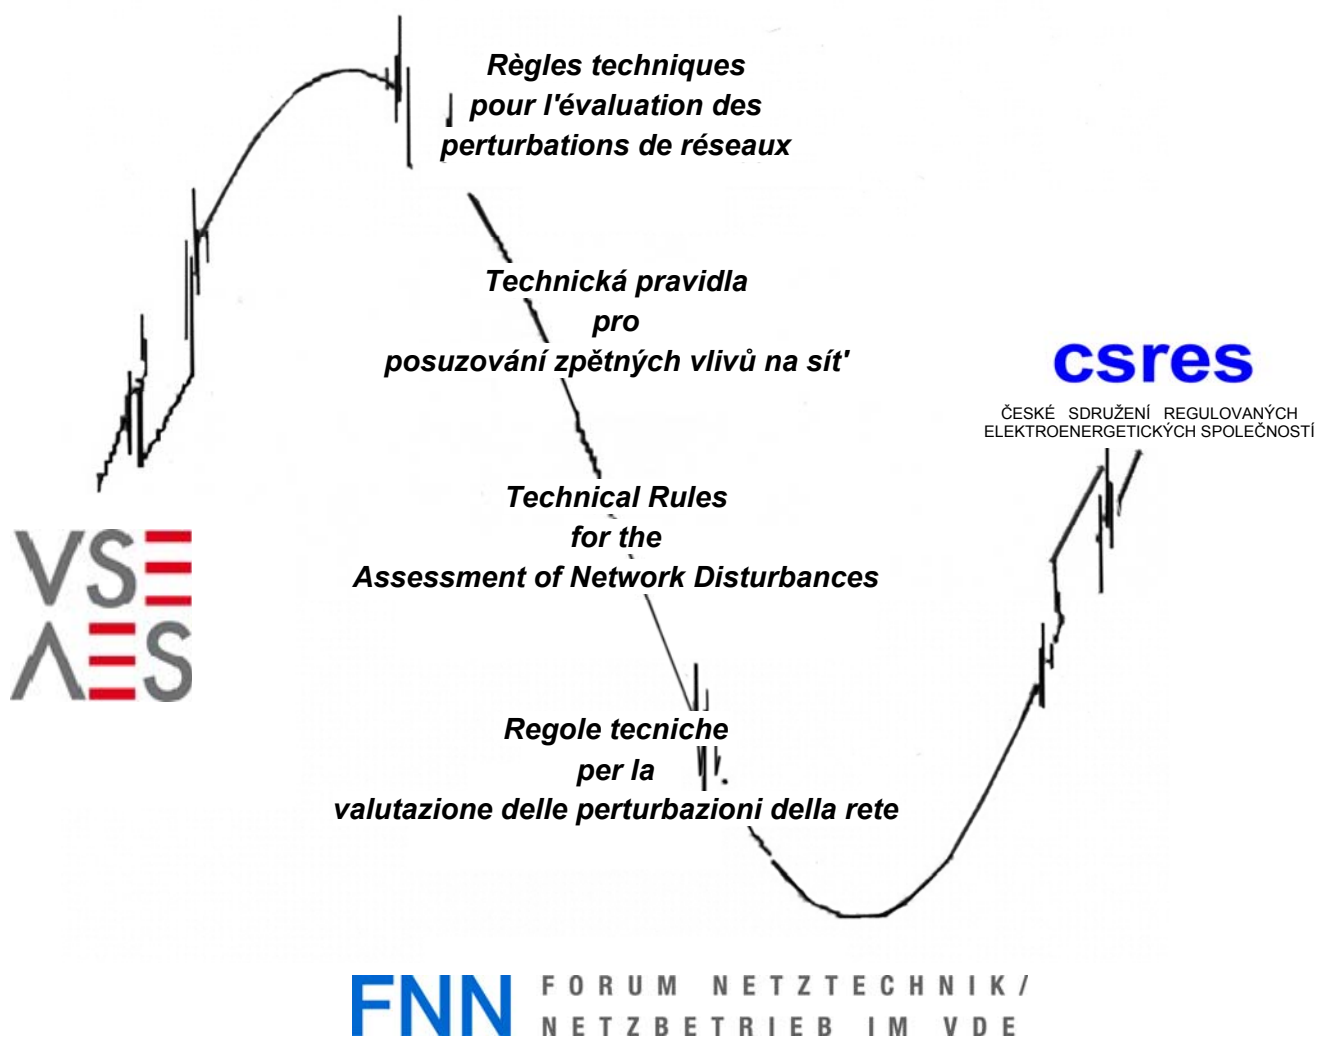 Règles techniques
pour l'évaluation des
perturbations de réseaux
Technická pravidla
pro
posuzování zpětných vlivů na sít'
csres
ČESKÉ SDRUŽENÍ REGULOVANÝCH
ELEKTROENERGETICKÝCH SPOLEČNOSTÍ
Technical Rules
for the
Assessment of Network Disturbances
VSE
AES
Regole tecniche
per la
valutazione delle perturbazioni della rete
FNN FORUM NETZTECHNIK/
NETZBETRIEB IM VDE